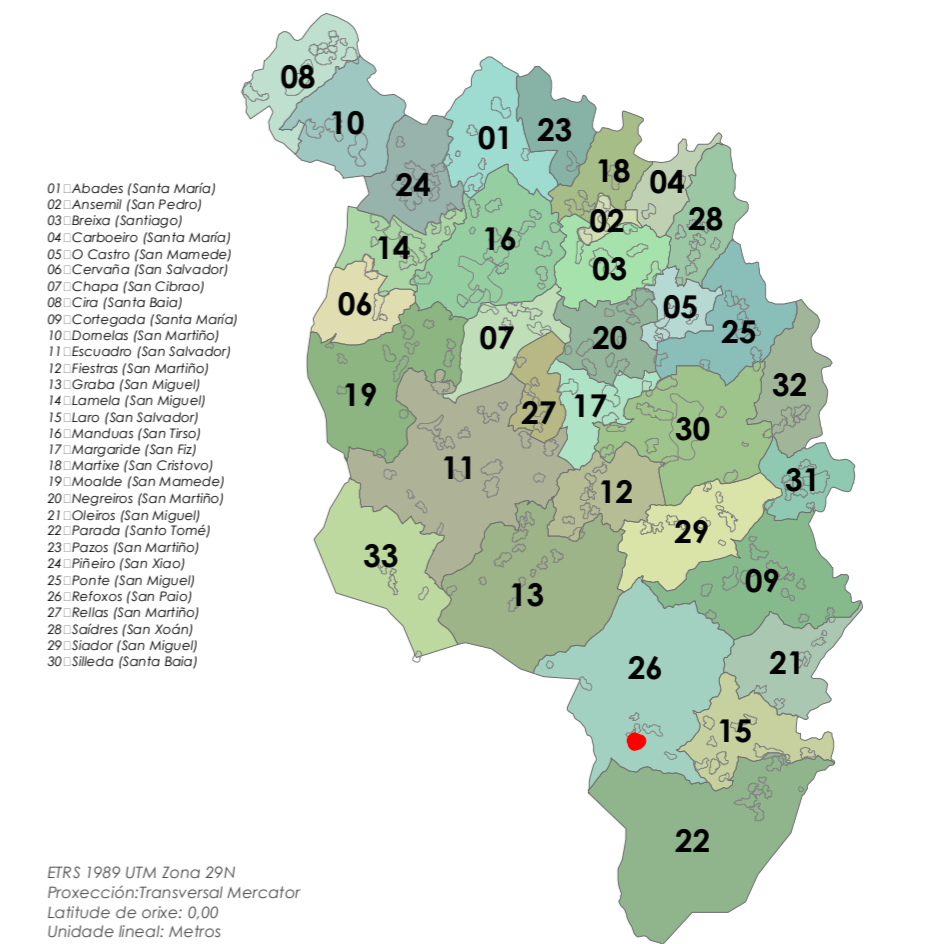 08
10
01
23
18
04
24
02
28
16
14
03
06
05
07
20
25
32
19
27
17
30
11
12
31
29
33
13
09
26
21
15
22
01 Abades (Santa María)
02 Ansemil (San Pedro)
03 Breixa (Santiago)
04 Carboeiro (Santa María)
05 O Castro (San Mamede)
06 Cervaña (San Salvador)
07 Chapa (San Cibrao)
08 Cira (Santa Baia)
09 Cortegada (Santa María)
10 Dornelas (San Martiño)
11 Escuadro (San Salvador)
12 Fiestras (San Martiño)
13 Graba (San Miguel)
14 Lamela (San Miguel)
15 Laro (San Salvador)
16 Manduas (San Tirso)
17 Margaride (San Fiz)
18 Martixe (San Cristovo)
19 Moalde (San Mamede)
20 Negreiros (San Martiño)
21 Oleiros (San Miguel)
22 Parada (Santo Tomé)
23 Pazos (San Martiño)
24 Piñeiro (San Xiao)
25 Ponte (San Miguel)
26 Refoxos (San Paio)
27 Rellas (San Martiño)
28 Saídres (San Xoán)
29 Siador (San Miguel)
30 Silleda (Santa Baia)
ETRS 1989 UTM Zona 29N
Proxección:Transversal Mercator
Latitude de orixe: 0,00
Unidade lineal: Metros